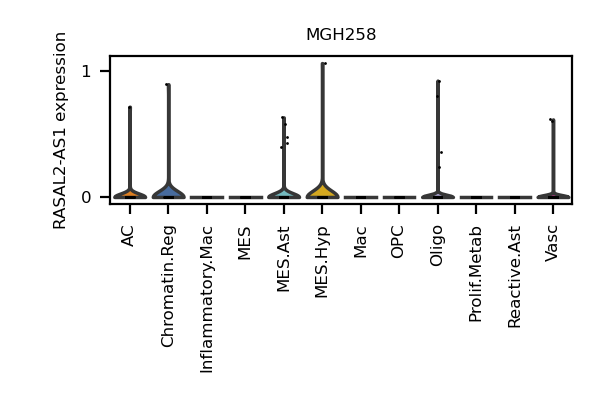 MGH258
RASAL2-AS1 expression
1
0
AC
Chromatin.Reg
Inflammatory.Mac
MES
MES.Ast
MES.Hyp
Mac
OPC
Oligo
Prolif.Metab
Reactive.Ast
Vasc